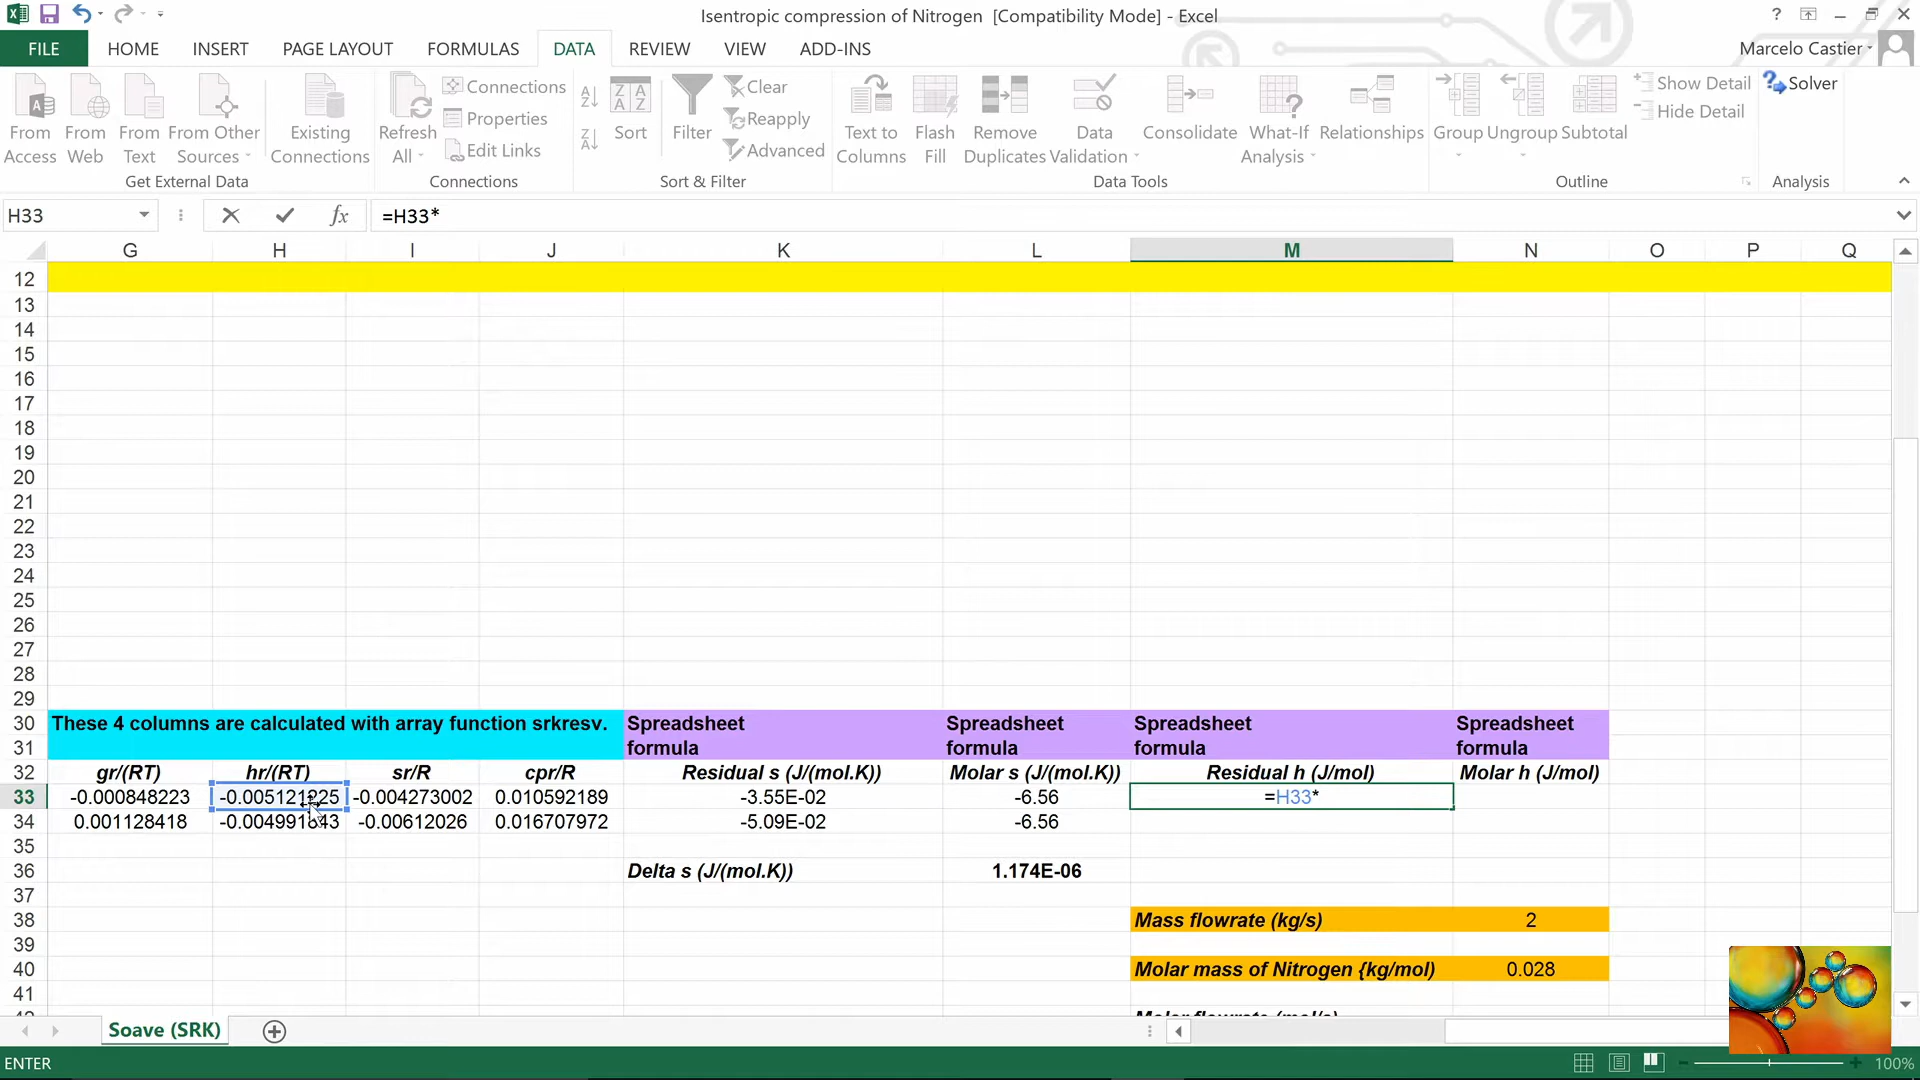 Isentropic compression of Nitrogen [Compatibility Mode] - Excel
?
FILE HOME INSERT PAGE LAYOUT FORMULAS DATA REVIEW VIEW ADD-INS
Marcelo Castier
From Access
From Web
From Text
From Other Sources
Existing Connections
Get External Data
Refresh All
Connections
Properties
Edit Links
Connections
Sort
Filter
Clear
Reapply
Advanced
Sort & Filter
Text to Columns
Flash Fill
Remove Duplicates
Data Validation
Consolidate
What-If Analysis
Relationships
Data Tools
Group
Ungroup
Subtotal
Show Detail
Hide Detail
Outline
Solver
Analysis
H33 fx =H33*
G H I J K L M N O P Q
12
13
14
15
16
17
18
19
20
21
22
23
24
25
26
27
28
29
30 These 4 columns are calculated with array function srkresv. Spreadsheet Spreadsheet Spreadsheet Spreadsheet
31 formula formula formula formula
32 gr/(RT) hr/(RT) sr/R cpr/R Residual s (J/(mol.K)) Molar s (J/(mol.K)) Residual h (J/mol) Molar h (J/mol)
33 -0.000848223 -0.005121225 -0.004273002 0.010592189 -3.55E-02 -6.56 =H33*
34 0.001128418 -0.004991843 -0.00612026 0.016707972 -5.09E-02 -6.56
35
36 Delta s (J/(mol.K)) 1.174E-06
37
38 Mass flowrate (kg/s) 2
39
40 Molar mass of Nitrogen {kg/mol) 0.028
41
42 Molar flowrate (mol/s)
Soave (SRK)
ENTER
100%